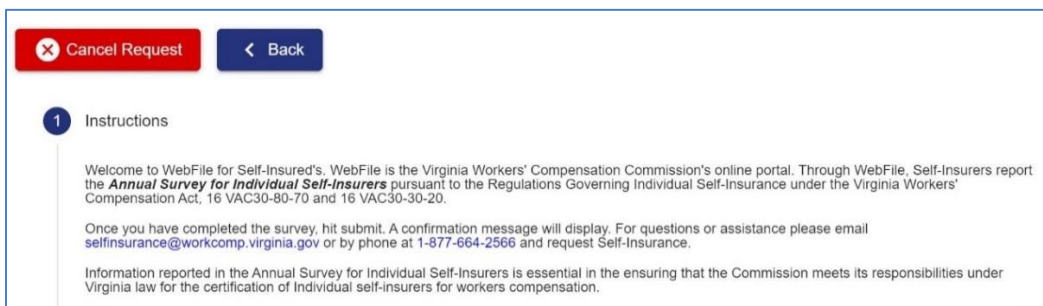 Cancel Request
Back
1 Instructions
Welcome to WebFile for Self-Insured's. WebFile is the Virginia Workers' Compensation Commission's online portal. Through WebFile, Self-Insurers report
the Annual Survey for Individual Self-Insurers pursuant to the Regulations Governing Individual Self-Insurance under the Virginia Workers'
Compensation Act, 16 VAC30-80-70 and 16 VAC30-30-20.
Once you have completed the survey, hit submit. A confirmation message will display. For questions or assistance please email
selfinsurance@workcomp.virginia.gov or by phone at 1-877-664-2566 and request Self-Insurance.
Information reported in the Annual Survey for Individual Self-Insurers is essential in the ensuring that the Commission meets its responsibilities under
Virginia law for the certification of Individual self-insurers for workers compensation.